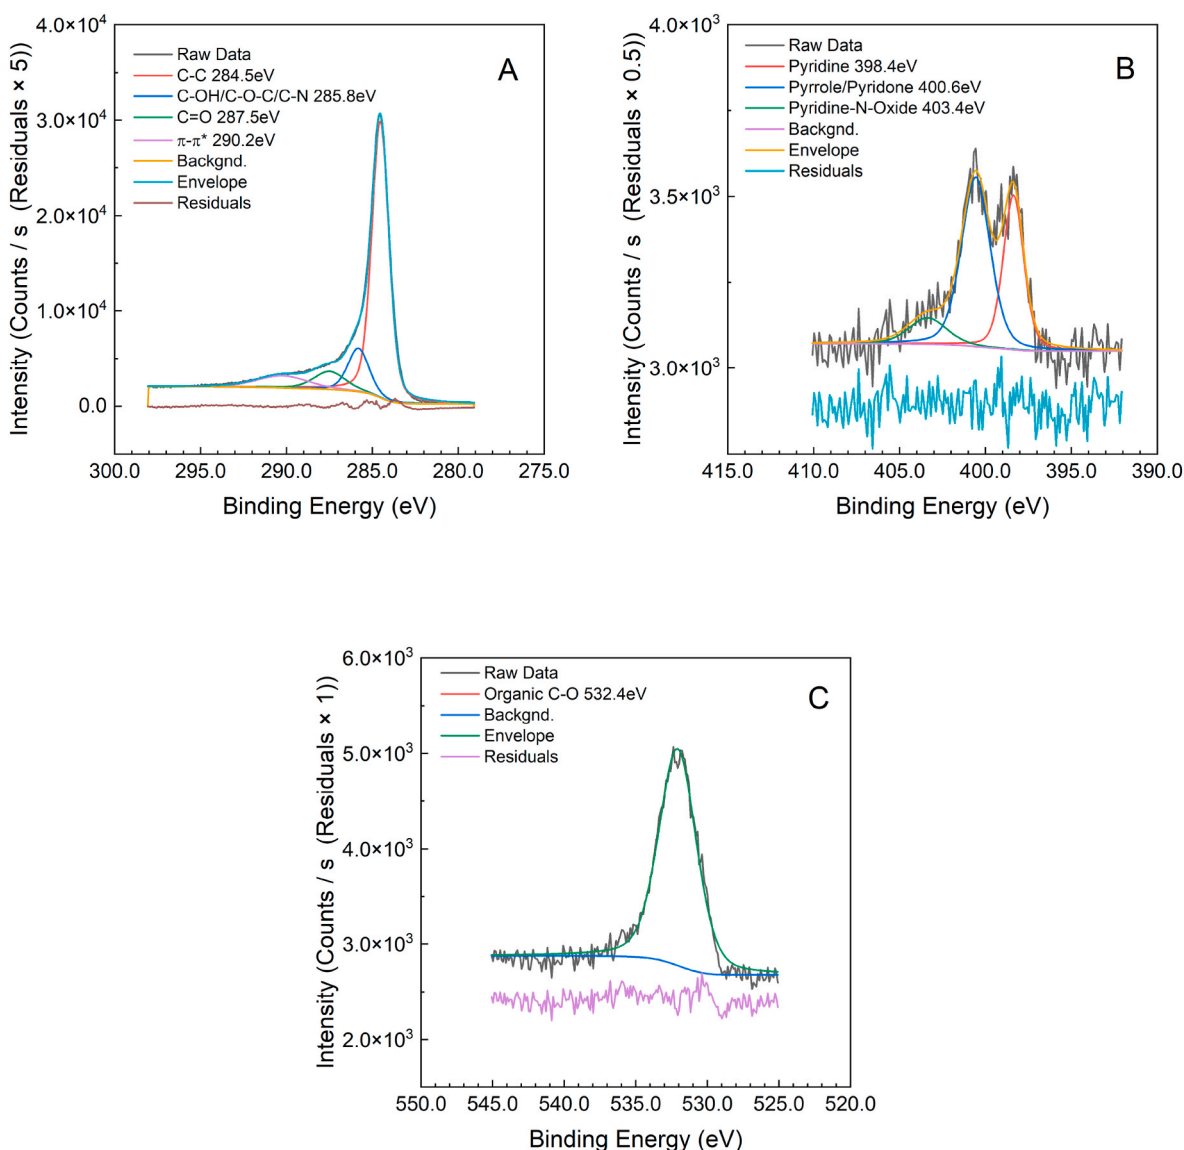 A
Intensity (Counts / s (Residuals × 5))
4.0×10⁴
3.0×10⁴
2.0×10⁴
1.0×10⁴
0.0
Raw Data
C-C 284.5eV
C-OH/C-O-C/C-N 285.8eV
C=O 287.5eV
π-π* 290.2eV
Backgnd.
Envelope
Residuals
300.0 295.0 290.0 285.0 280.0 275.0
Binding Energy (eV)
B
Intensity (Counts / s (Residuals × 0.5))
4.0×10³
3.5×10³
3.0×10³
Raw Data
Pyridine 398.4eV
Pyrrole/Pyridone 400.6eV
Pyridine-N-Oxide 403.4eV
Backgnd.
Envelope
Residuals
415.0 410.0 405.0 400.0 395.0 390.0
Binding Energy (eV)
C
Intensity (Counts / s (Residuals × 1))
6.0×10³
5.0×10³
4.0×10³
3.0×10³
2.0×10³
Raw Data
Organic C-O 532.4eV
Backgnd.
Envelope
Residuals
550.0 545.0 540.0 535.0 530.0 525.0 520.0
Binding Energy (eV)